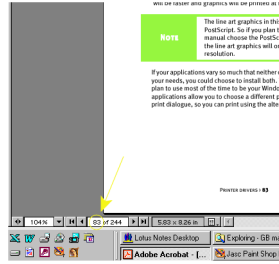 will be faster and graphics will be printed at
NOTE
The line art graphics in this
PostScript. So if you plan t
manual choose the PostSc
the line art graphics will on
resolution.
If your applications vary so much that neither
your needs, you could choose to install both.
plan to use most of the time to be your Windo
applications allow you to choose a different p
print dialogue, so you can print using the alte
PRINTER DRIVERS • 83
104%
83 of 244
5.83 x 8.26 in
Lotus Notes Desktop
Exploring - GB ma
Adobe Acrobat - [...
Jasc Paint Shop